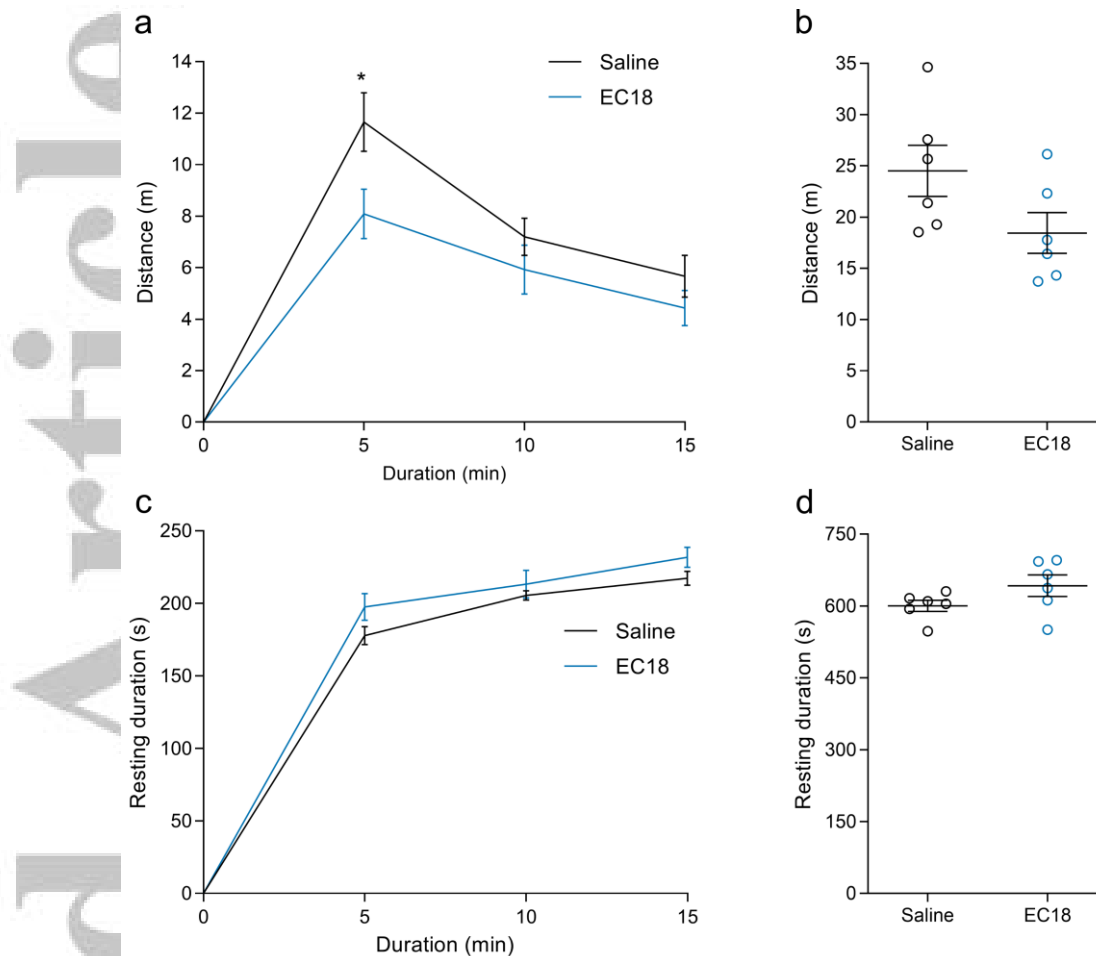 a
14
12
10
8
6
4
2
0
Distance (m)
*
Saline
EC18
0 5 10 15
Duration (min)
b
35
30
25
20
15
10
5
0
Distance (m)
Saline EC18
c
250
200
150
100
50
0
Resting duration (s)
Saline
EC18
0 5 10 15
Duration (min)
d
750
600
450
300
150
0
Resting duration (s)
Saline EC18
d Article